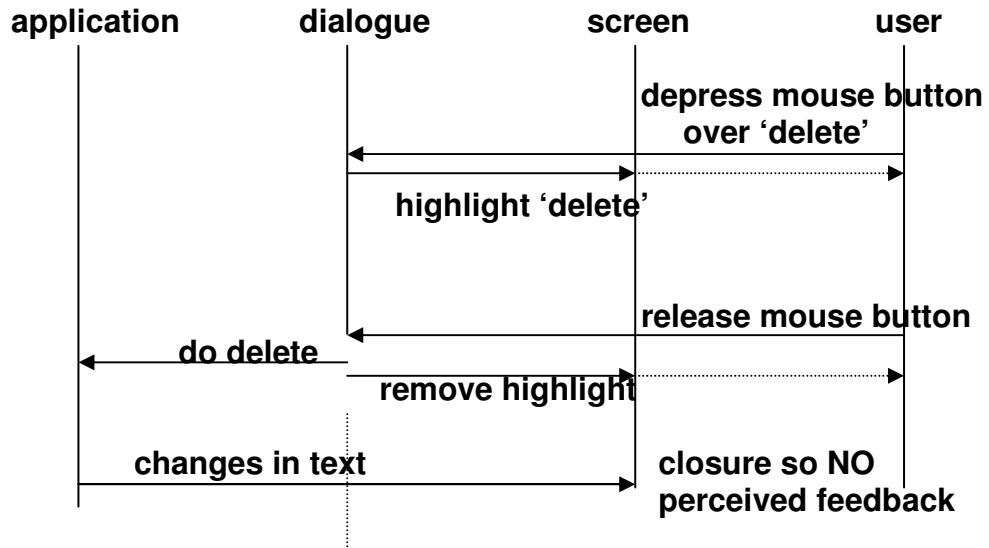 application dialogue screen user
depress mouse button
over ‘delete’
highlight ‘delete’
release mouse button
do delete
remove highlight
changes in text
closure so NO
perceived feedback